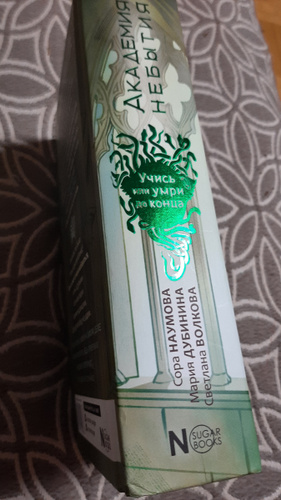 АКАДЕМИЯ
НЕБЫТИЯ
УЧИСЬ
ИЛИ УМРИ
ДО КОНЦА
Сора НАУМОВА
Мария ДУБИНИНА
Светлана ВОЛКОВА
N SUGAR
BOOKS